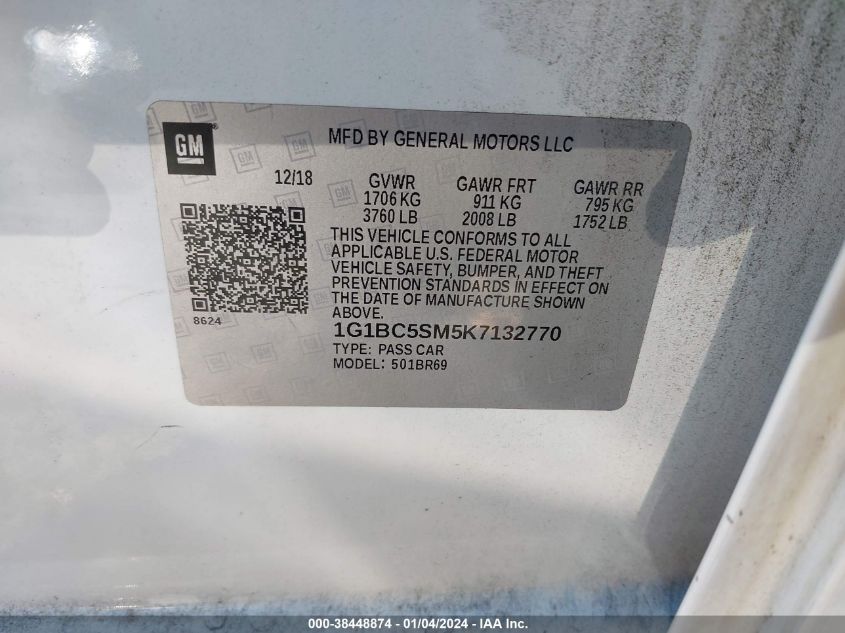 GM
MFD BY GENERAL MOTORS LLC
12/18 GVWR GAWR FRT GAWR RR
1706 KG 911 KG 795 KG
3760 LB 2008 LB 1752 LB
THIS VEHICLE CONFORMS TO ALL
APPLICABLE U.S. FEDERAL MOTOR
VEHICLE SAFETY, BUMPER, AND THEFT
PREVENTION STANDARDS IN EFFECT ON
THE DATE OF MANUFACTURE SHOWN
ABOVE.
8624
1G1BC5SM5K7132770
TYPE: PASS CAR
MODEL: 501BR69
000-38448874 - 01/04/2024 - IAA Inc.